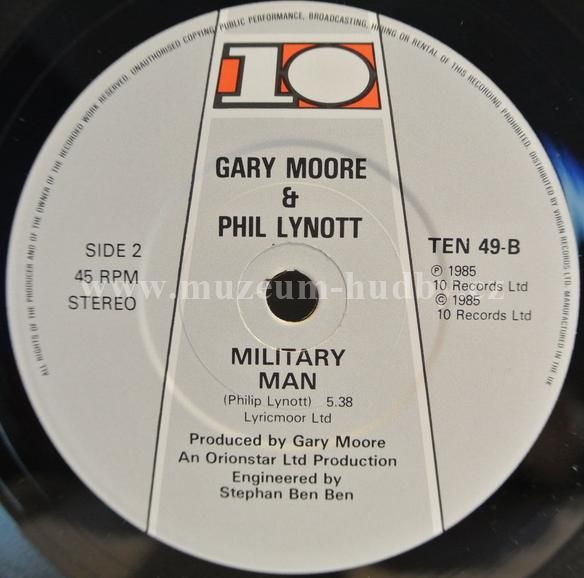 ALL RIGHTS OF THE PRODUCER AND OF THE OWNER OF THE RECORDED WORK RESERVED. UNAUTHORISED COPYING, PUBLIC PERFORMANCE, BROADCASTING, HIRING OR RENTAL OF THIS RECORDING PROHIBITED. DISTRIBUTED BY VIRGIN RECORDS LTD. MANUFACTURED IN THE UK
10
GARY MOORE
&
PHIL LYNOTT
SIDE 2
45 RPM
STEREO
TEN 49-B
℗ 1985
10 Records Ltd
© 1985
10 Records Ltd
MILITARY
MAN
(Philip Lynott) 5.38
Lyricmoor Ltd
Produced by Gary Moore
An Orionstar Ltd Production
Engineered by
Stephan Ben Ben